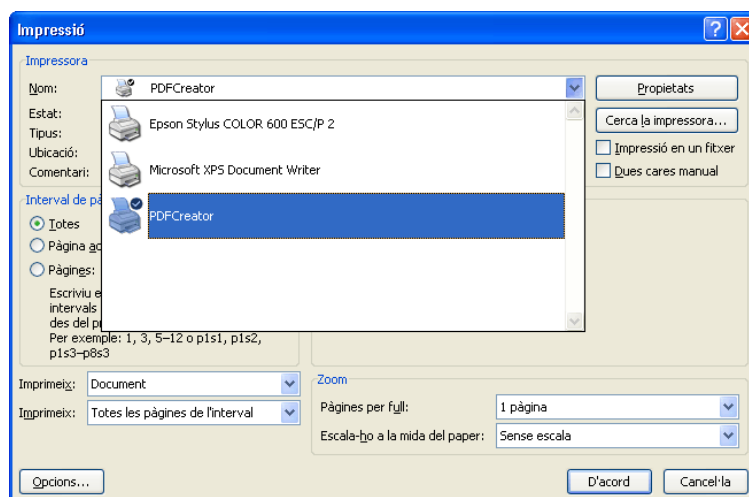 Impressió
Impressora
Nom: PDFCreator Propietats
Estat: Epson Stylus COLOR 600 ESC/P 2 Cerca la impressora...
Tipus:
Ubicació: Impressió en un fitxer
Comentari: Microsoft XPS Document Writer Dues cares manual
Interval de
PDFCreator
Totes
Pàgina
Pàgines:
Escriviu
intervals
des del
Per exemple: 1, 3, 5–12 o p1s1, p1s2,
p1s3–p8s3
Imprimeix: Document
Imprimeix: Totes les pàgines de l'interval
Zoom
Pàgines per full: 1 pàgina
Escala-ho a la mida del paper: Sense escala
Opcions... D'acord Cancel·la